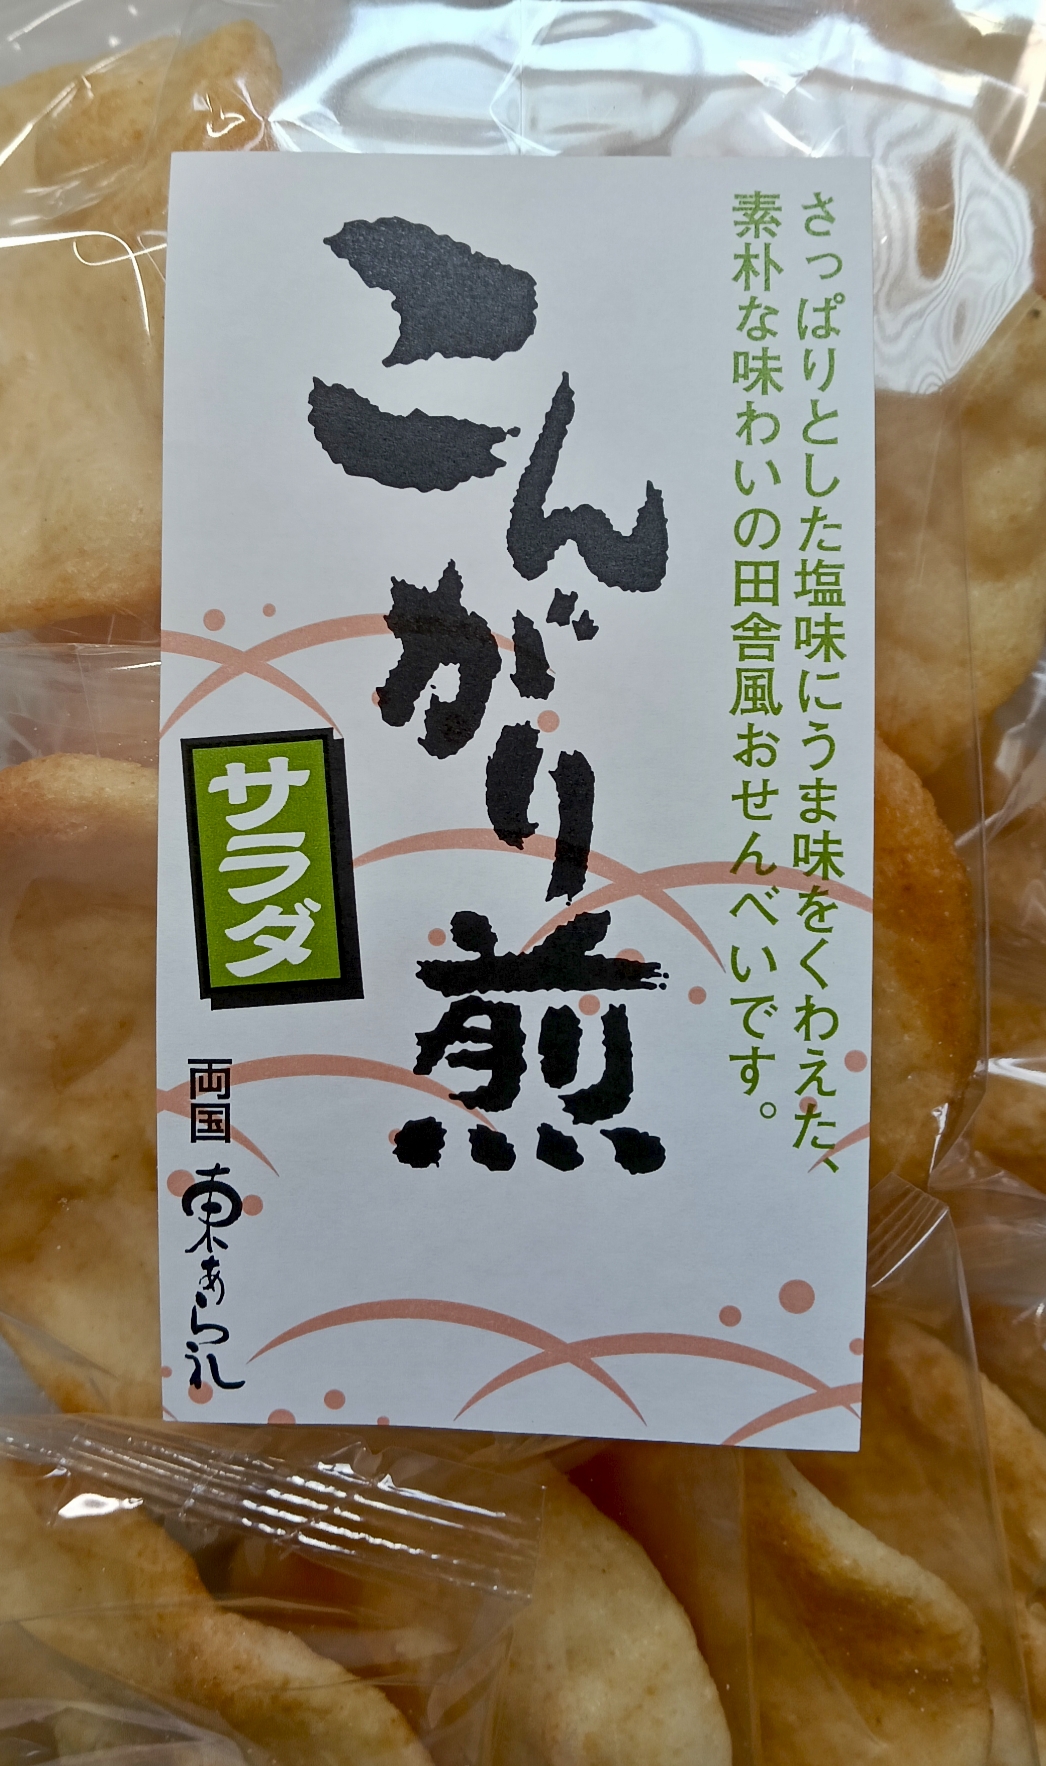 さっぱりとした塩味にうま味をくわえた、
素朴な味わいの田舎風おせんべいです。
こんがり煎
サラダ
両国
東あられ